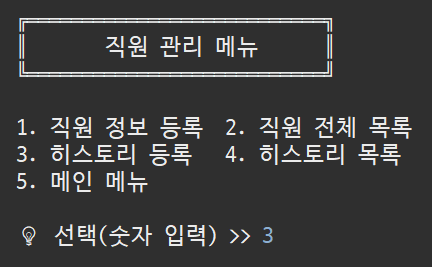 직원 관리 메뉴
1. 직원 정보 등록  2. 직원 전체 목록
3. 히스토리 등록  4. 히스토리 목록
5. 메인 메뉴
선택(숫자 입력) >> 3